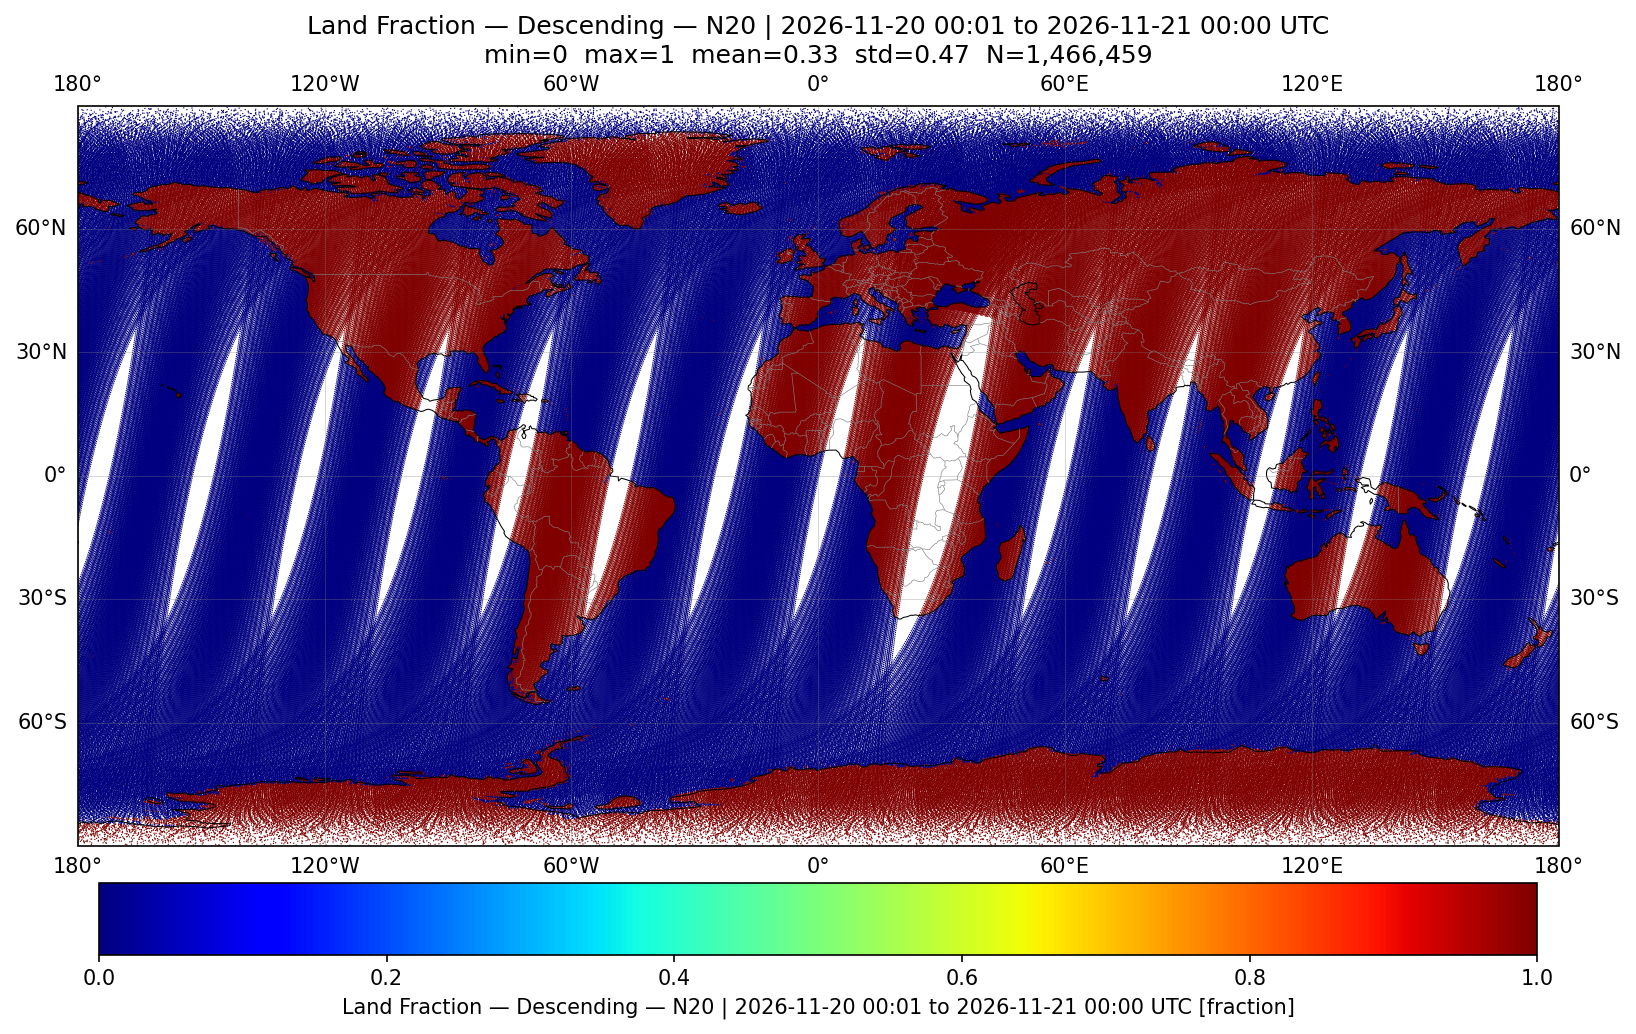 Land Fraction — Descending — N20 | 2026-11-20 00:01 to 2026-11-21 00:00 UTC
min=0  max=1  mean=0.33  std=0.47  N=1,466,459
180° 120°W 60°W 0° 60°E 120°E 180°
60°N 60°N
30°N 30°N
0° 0°
30°S 30°S
60°S 60°S
180° 120°W 60°W 0° 60°E 120°E 180°
0.0 0.2 0.4 0.6 0.8 1.0
Land Fraction — Descending — N20 | 2026-11-20 00:01 to 2026-11-21 00:00 UTC [fraction]